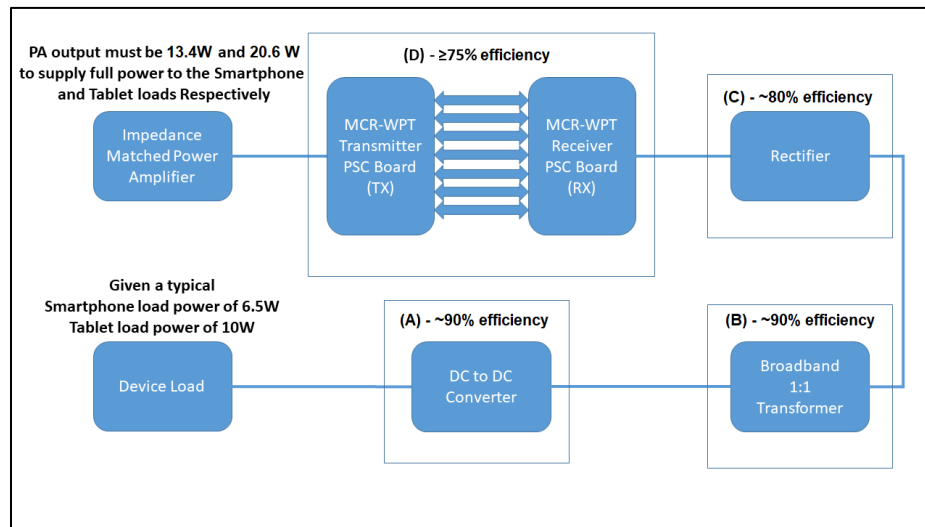 PA output must be 13.4W and 20.6 W
to supply full power to the Smartphone
and Tablet loads Respectively
Impedance
Matched Power
Amplifier
(D) - ≥75% efficiency
MCR-WPT
Transmitter
PSC Board
(TX)
MCR-WPT
Receiver
PSC Board
(RX)
(C) - ~80% efficiency
Rectifier
Given a typical
Smartphone load power of 6.5W
Tablet load power of 10W
Device Load
(A) - ~90% efficiency
DC to DC
Converter
(B) - ~90% efficiency
Broadband
1:1
Transformer